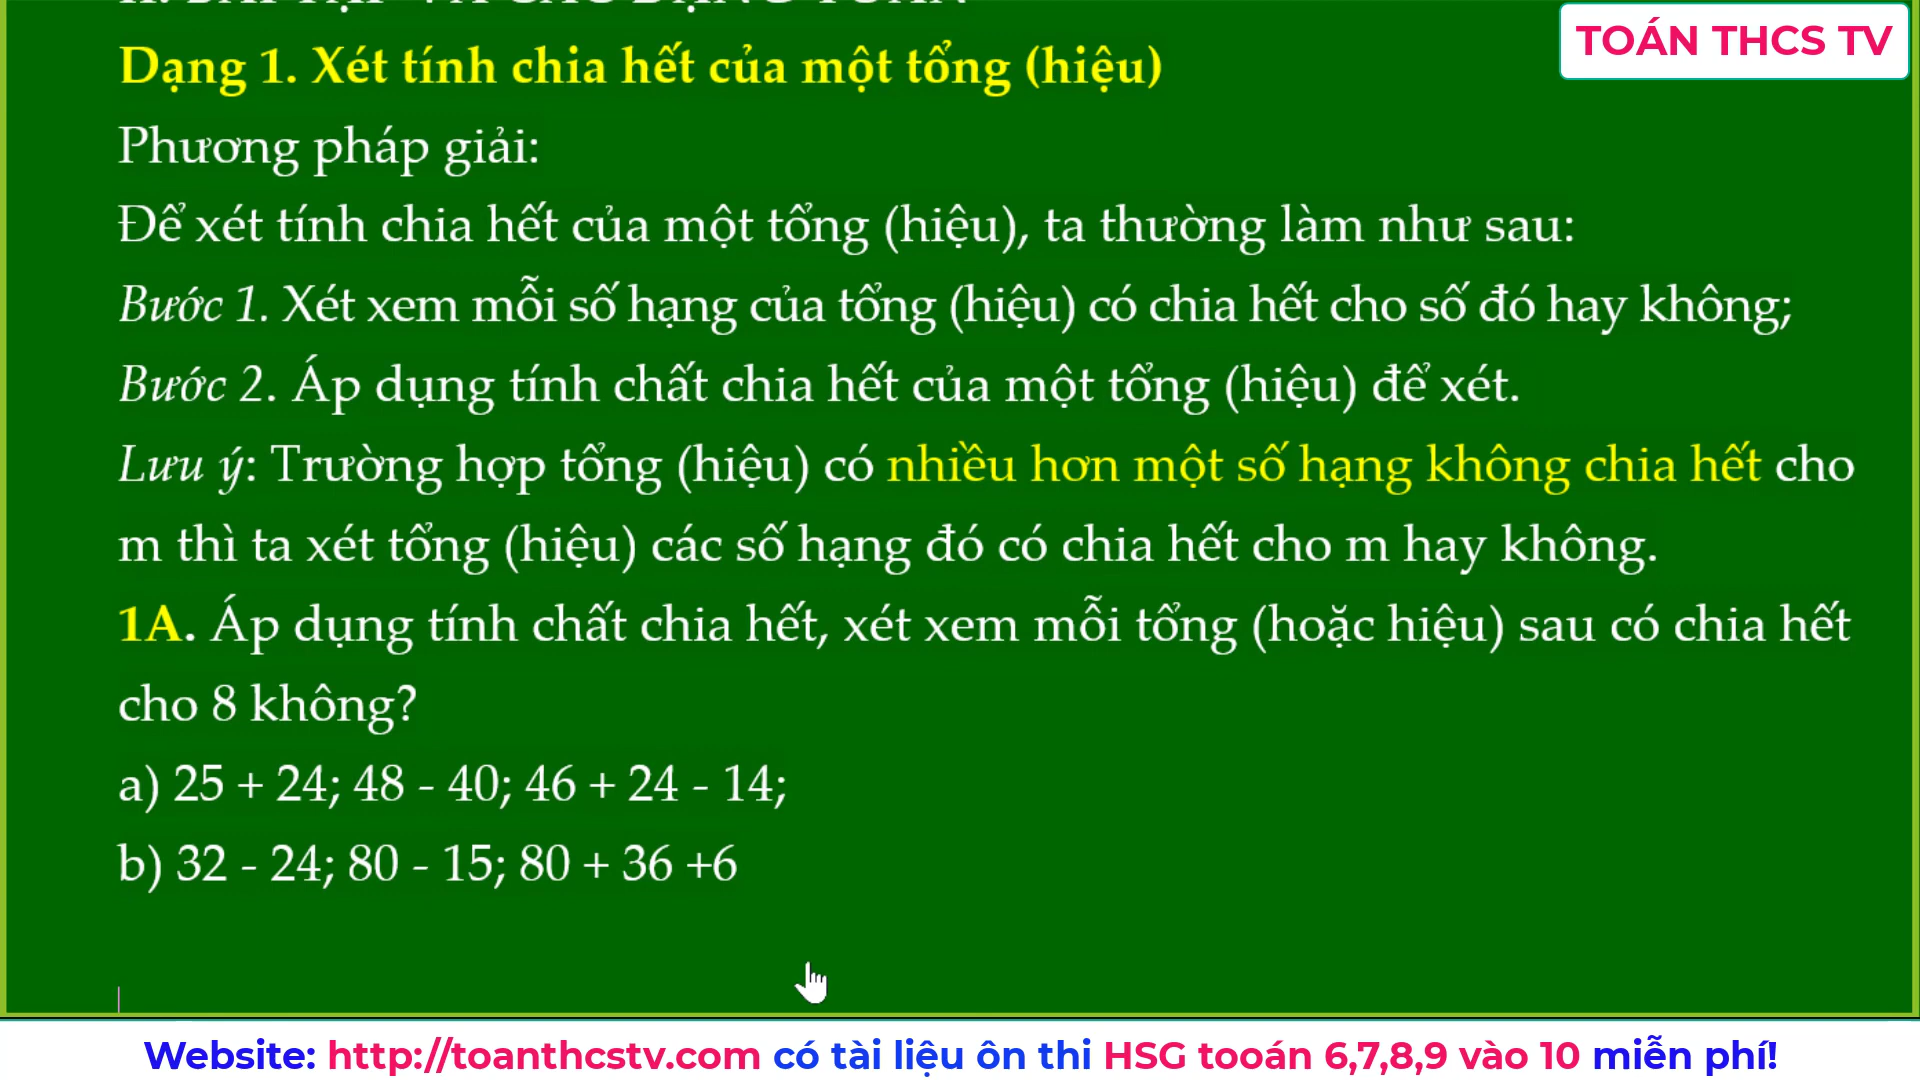 II. BÀI TẬP VÀ CÁC DẠNG TOÁN
TOÁN THCS TV
Dạng 1. Xét tính chia hết của một tổng (hiệu)
Phương pháp giải:
Để xét tính chia hết của một tổng (hiệu), ta thường làm như sau:
Bước 1. Xét xem mỗi số hạng của tổng (hiệu) có chia hết cho số đó hay không;
Bước 2. Áp dụng tính chất chia hết của một tổng (hiệu) để xét.
Lưu ý: Trường hợp tổng (hiệu) có nhiều hơn một số hạng không chia hết cho
m thì ta xét tổng (hiệu) các số hạng đó có chia hết cho m hay không.
1A. Áp dụng tính chất chia hết, xét xem mỗi tổng (hoặc hiệu) sau có chia hết
cho 8 không?
a) 25 + 24; 48 - 40; 46 + 24 - 14;
b) 32 - 24; 80 - 15; 80 + 36 +6
Website: http://toanthcstv.com có tài liệu ôn thi HSG tooán 6,7,8,9 vào 10 miễn phí!